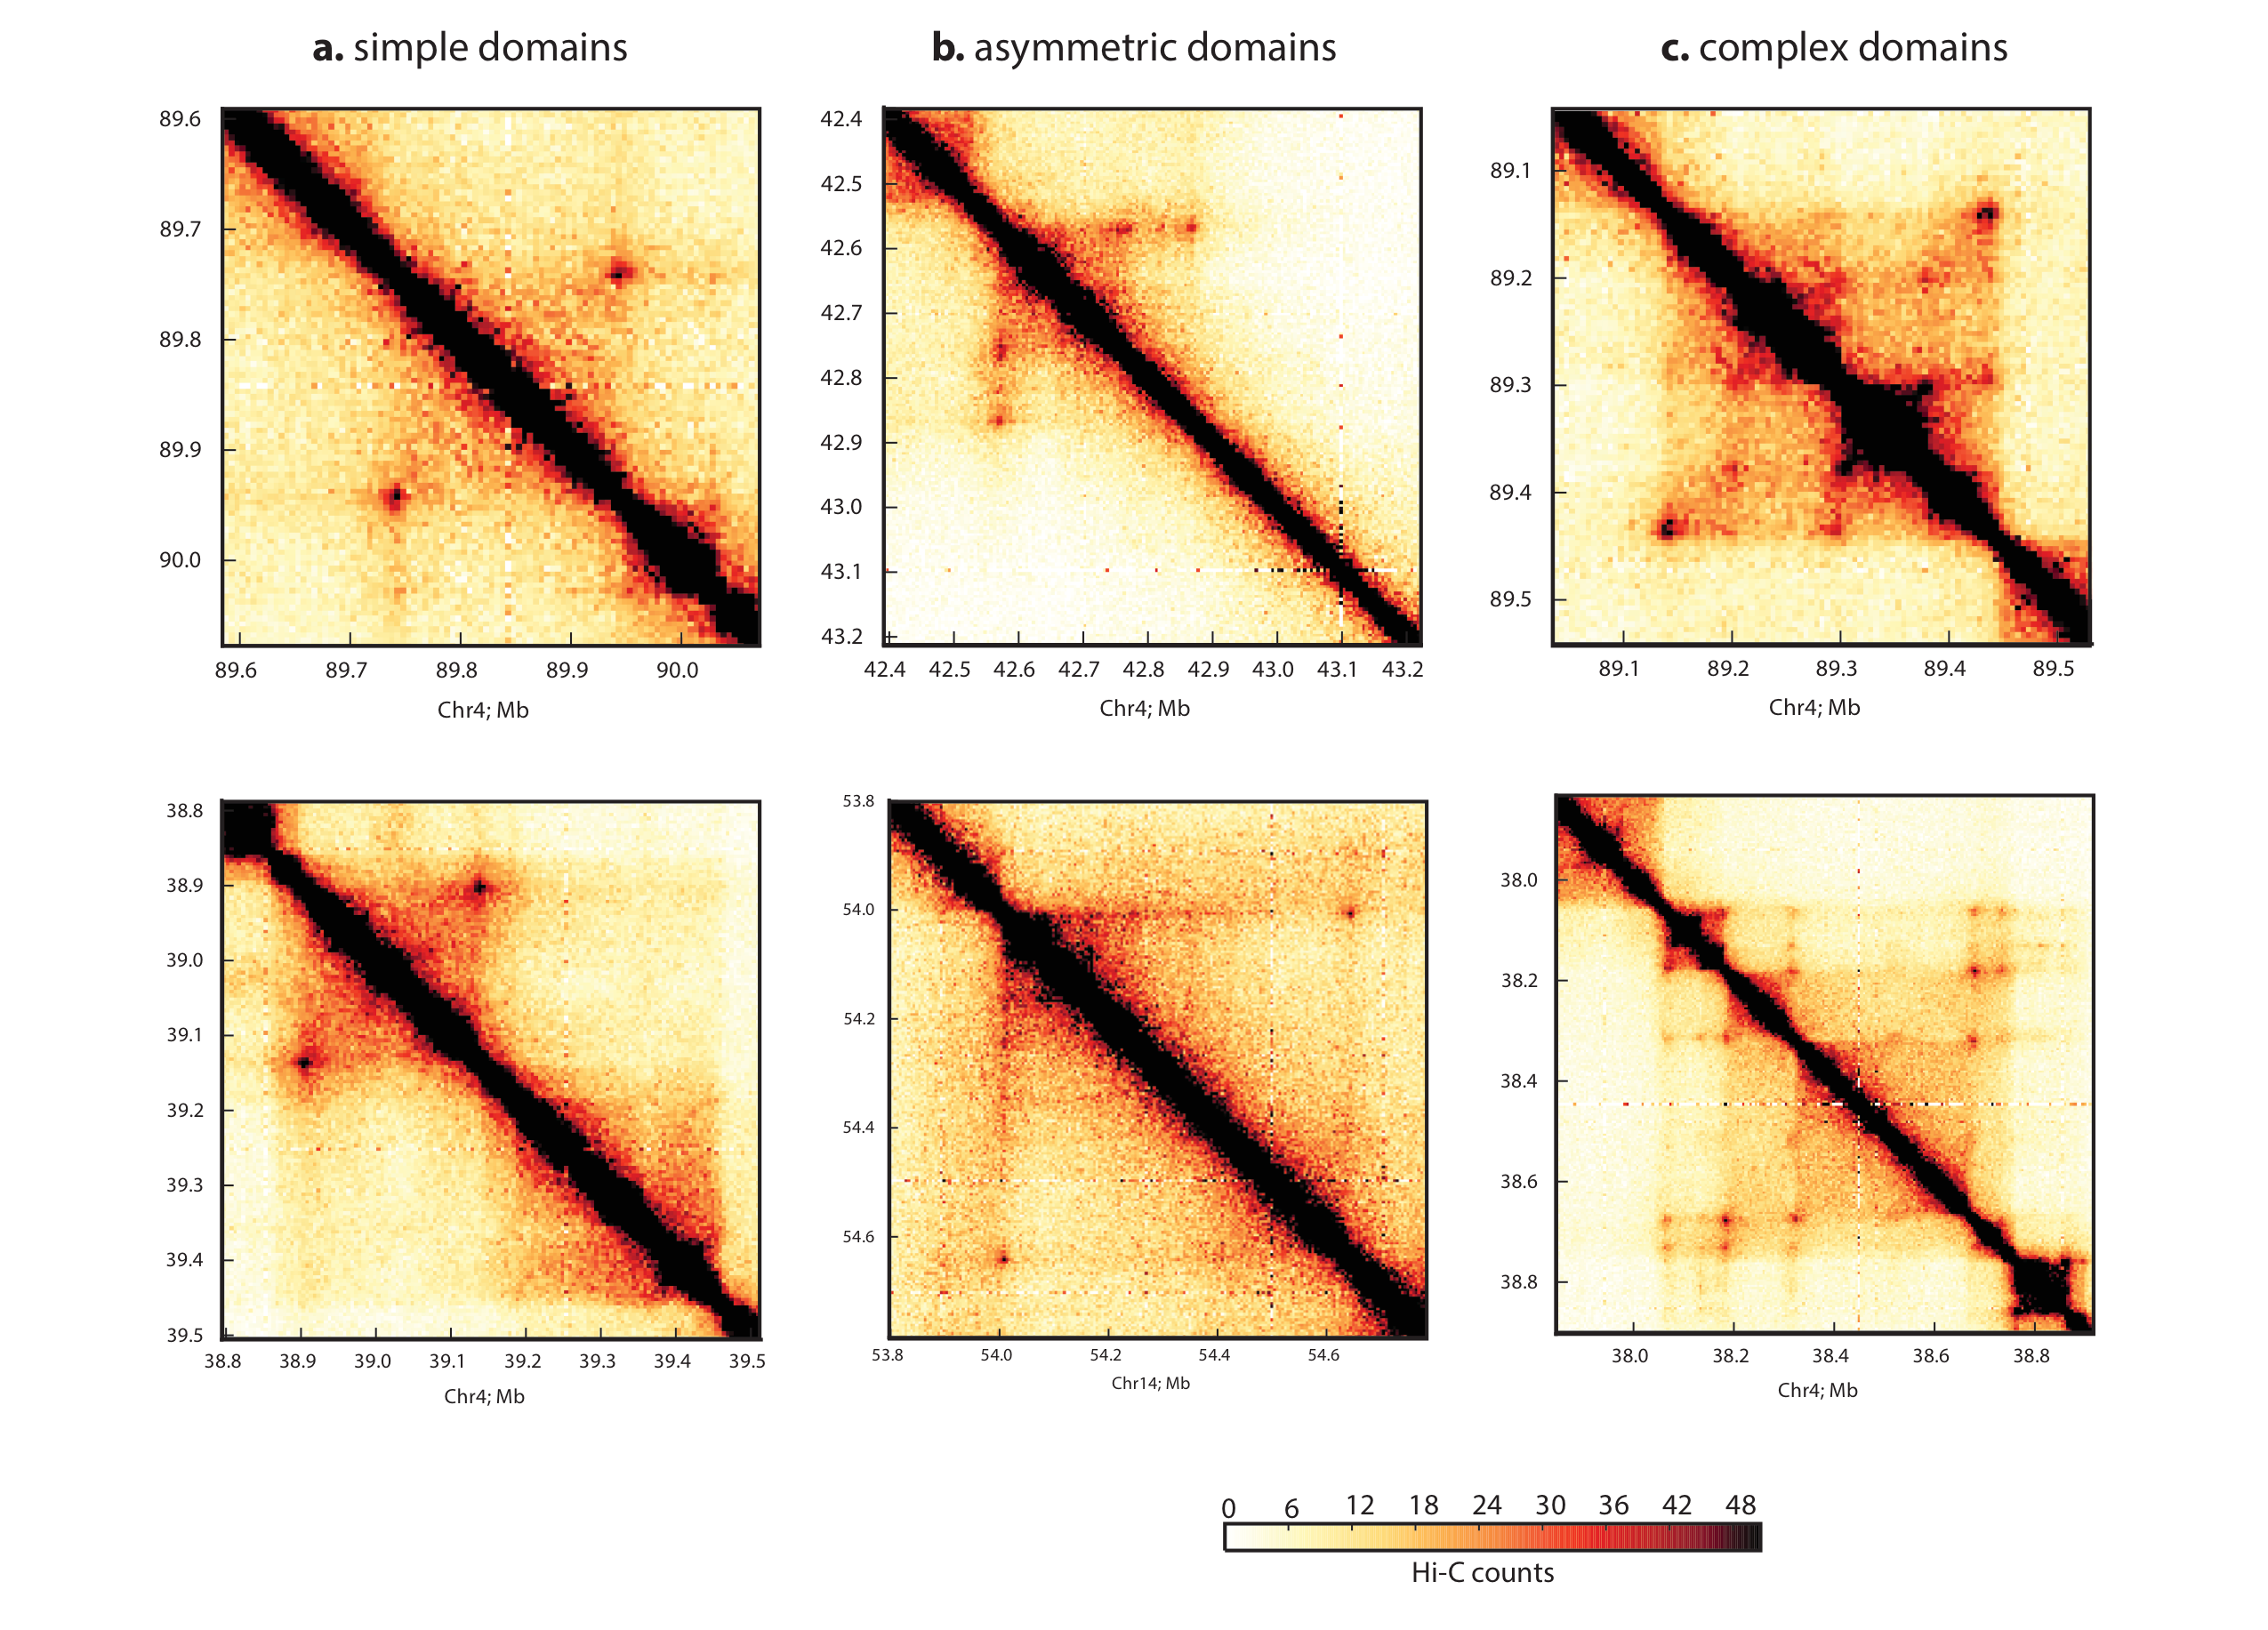 a. simple domains
b. asymmetric domains
c. complex domains
89.6
89.7
89.8
89.9
90.0
89.6 89.7 89.8 89.9 90.0
Chr4; Mb
42.4
42.5
42.6
42.7
42.8
42.9
43.0
43.1
43.2
42.4 42.5 42.6 42.7 42.8 42.9 43.0 43.1 43.2
Chr4; Mb
89.1
89.2
89.3
89.4
89.5
89.1 89.2 89.3 89.4 89.5
Chr4; Mb
38.8
38.9
39.0
39.1
39.2
39.3
39.4
39.5
38.8 38.9 39.0 39.1 39.2 39.3 39.4 39.5
Chr4; Mb
53.8
54.0
54.2
54.4
54.6
53.8 54.0 54.2 54.4 54.6
Chr14; Mb
38.0
38.2
38.4
38.6
38.8
38.0 38.2 38.4 38.6 38.8
Chr4; Mb
0 6 12 18 24 30 36 42 48
Hi-C counts